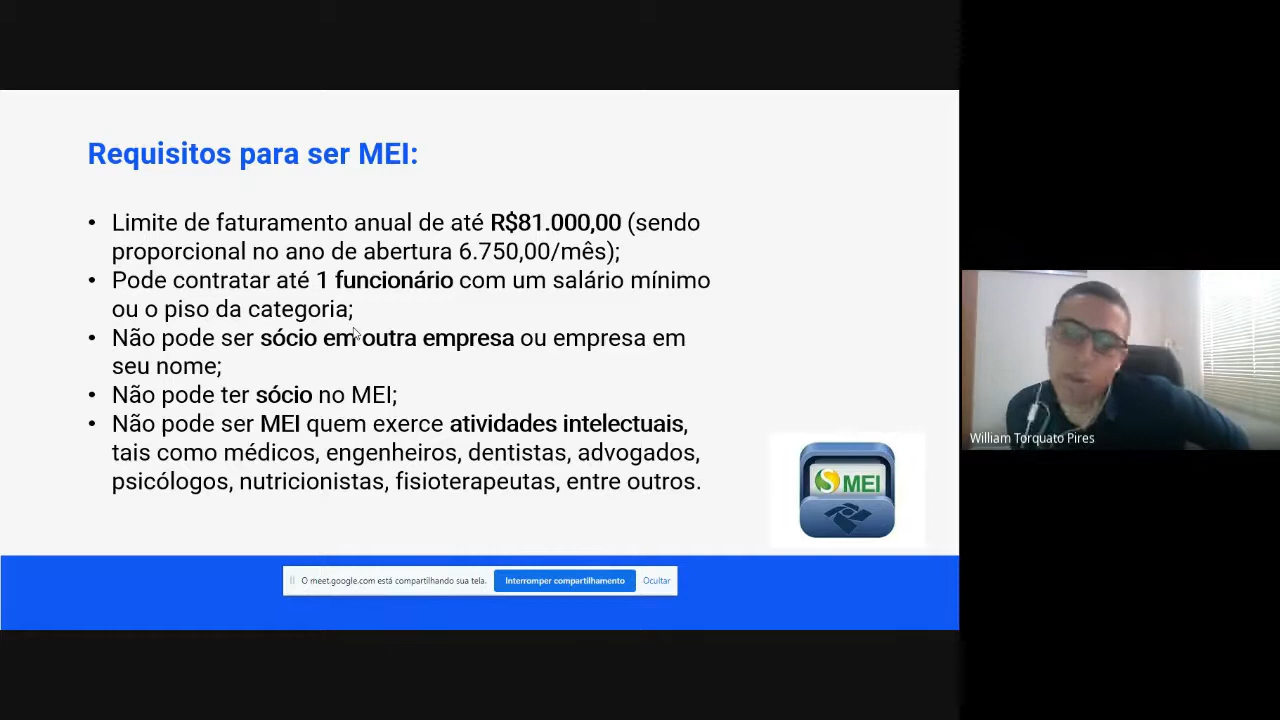 Requisitos para ser MEI:
• Limite de faturamento anual de até R$81.000,00 (sendo
proporcional no ano de abertura 6.750,00/mês);
• Pode contratar até 1 funcionário com um salário mínimo
ou o piso da categoria;
• Não pode ser sócio em outra empresa ou empresa em
seu nome;
• Não pode ter sócio no MEI;
• Não pode ser MEI quem exerce atividades intelectuais,
tais como médicos, engenheiros, dentistas, advogados,
psicólogos, nutricionistas, fisioterapeutas, entre outros.
MEI
O meet.google.com está compartilhando sua tela.
Interromper compartilhamento
Ocultar
William Torquato Pires